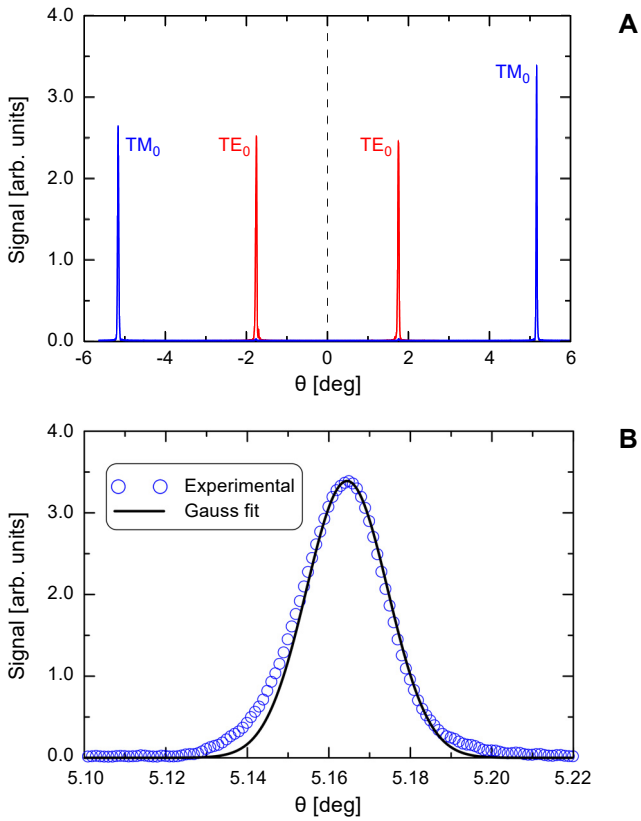 A
4.0
3.0
2.0
1.0
0.0
Signal [arb. units]
TM0
TE0
TE0
TM0
-6
-4
-2
0
2
4
6
θ [deg]
B
4.0
3.0
2.0
1.0
0.0
Signal [arb. units]
Experimental
Gauss fit
5.10
5.12
5.14
5.16
5.18
5.20
5.22
θ [deg]